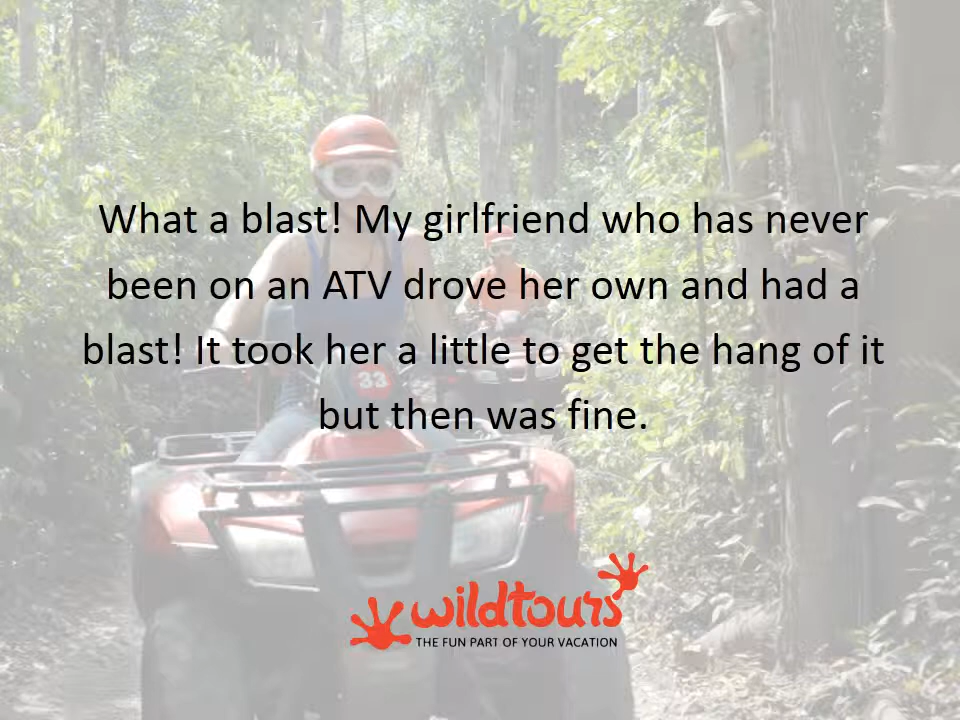 What a blast! My girlfriend who has never
been on an ATV drove her own and had a
blast! It took her a little to get the hang of it
but then was fine.
33
wildtours
THE FUN PART OF YOUR VACATION